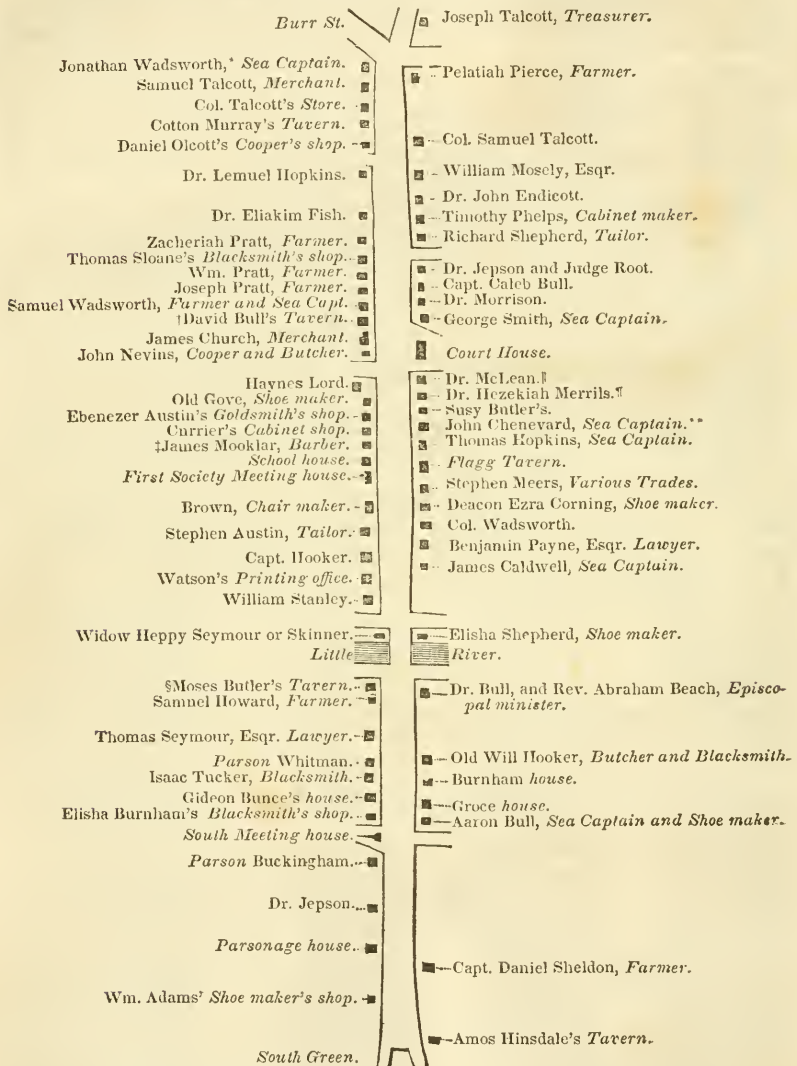 Burr St.
Jonathan Wadsworth,* Sea Captain.
Samuel Talcott, Merchant.
Col. Talcott's Store.
Cotton Murray's Tavern.
Daniel Olcott's Cooper's shop.
Dr. Lemuel Hopkins.
Dr. Eliakim Fish.
Zacheriah Pratt, Farmer.
Thomas Sloane's Blacksmith's shop.
Wm. Pratt, Farmer.
Joseph Pratt, Farmer.
Samuel Wadsworth, Farmer and Sea Capt.
†David Bull's Tavern.
James Church, Merchant.
John Nevins, Cooper and Butcher.
Haynes Lord.
Old Gove, Shoe maker.
Ebenezer Austin's Goldsmith's shop.
Currier's Cabinet shop.
‡James Mooklar, Barber.
School house.
First Society Meeting house.
Brown, Chair maker.
Stephen Austin, Tailor.
Capt. Hooker.
Watson's Printing office.
William Stanley.
Widow Heppy Seymour or Skinner.
Little
§Moses Butler's Tavern.
Samuel Howard, Farmer.
Thomas Seymour, Esqr. Lawyer.
Parson Whitman.
Isaac Tucker, Blacksmith.
Gideon Bunce's house.
Elisha Burnham's Blacksmith's shop.
South Meeting house.
Parson Buckingham.
Dr. Jepson.
Parsonage house.
Wm. Adams' Shoe maker's shop.
South Green.
Joseph Talcott, Treasurer.
Pelatiah Pierce, Farmer.
Col. Samuel Talcott.
William Mosely, Esqr.
Dr. John Endicott.
Timothy Phelps, Cabinet maker.
Richard Shepherd, Tailor.
Dr. Jepson and Judge Root.
Capt. Caleb Bull.
Dr. Morrison.
George Smith, Sea Captain.
Court House.
Dr. McLean.‖
Dr. Hezekiah Merrils.¶
Susy Butler's.
John Chenevard, Sea Captain.**
Thomas Hopkins, Sea Captain.
Flagg Tavern.
Stephen Meers, Various Trades.
Deacon Ezra Corning, Shoe maker.
Col. Wadsworth.
Benjamin Payne, Esqr. Lawyer.
James Caldwell, Sea Captain.
Elisha Shepherd, Shoe maker.
River.
Dr. Bull, and Rev. Abraham Beach, Episco-
pal minister.
Old Will Hooker, Butcher and Blacksmith.
Burnham house.
Groce house.
Aaron Bull, Sea Captain and Shoe maker.
Capt. Daniel Sheldon, Farmer.
Amos Hinsdale's Tavern.